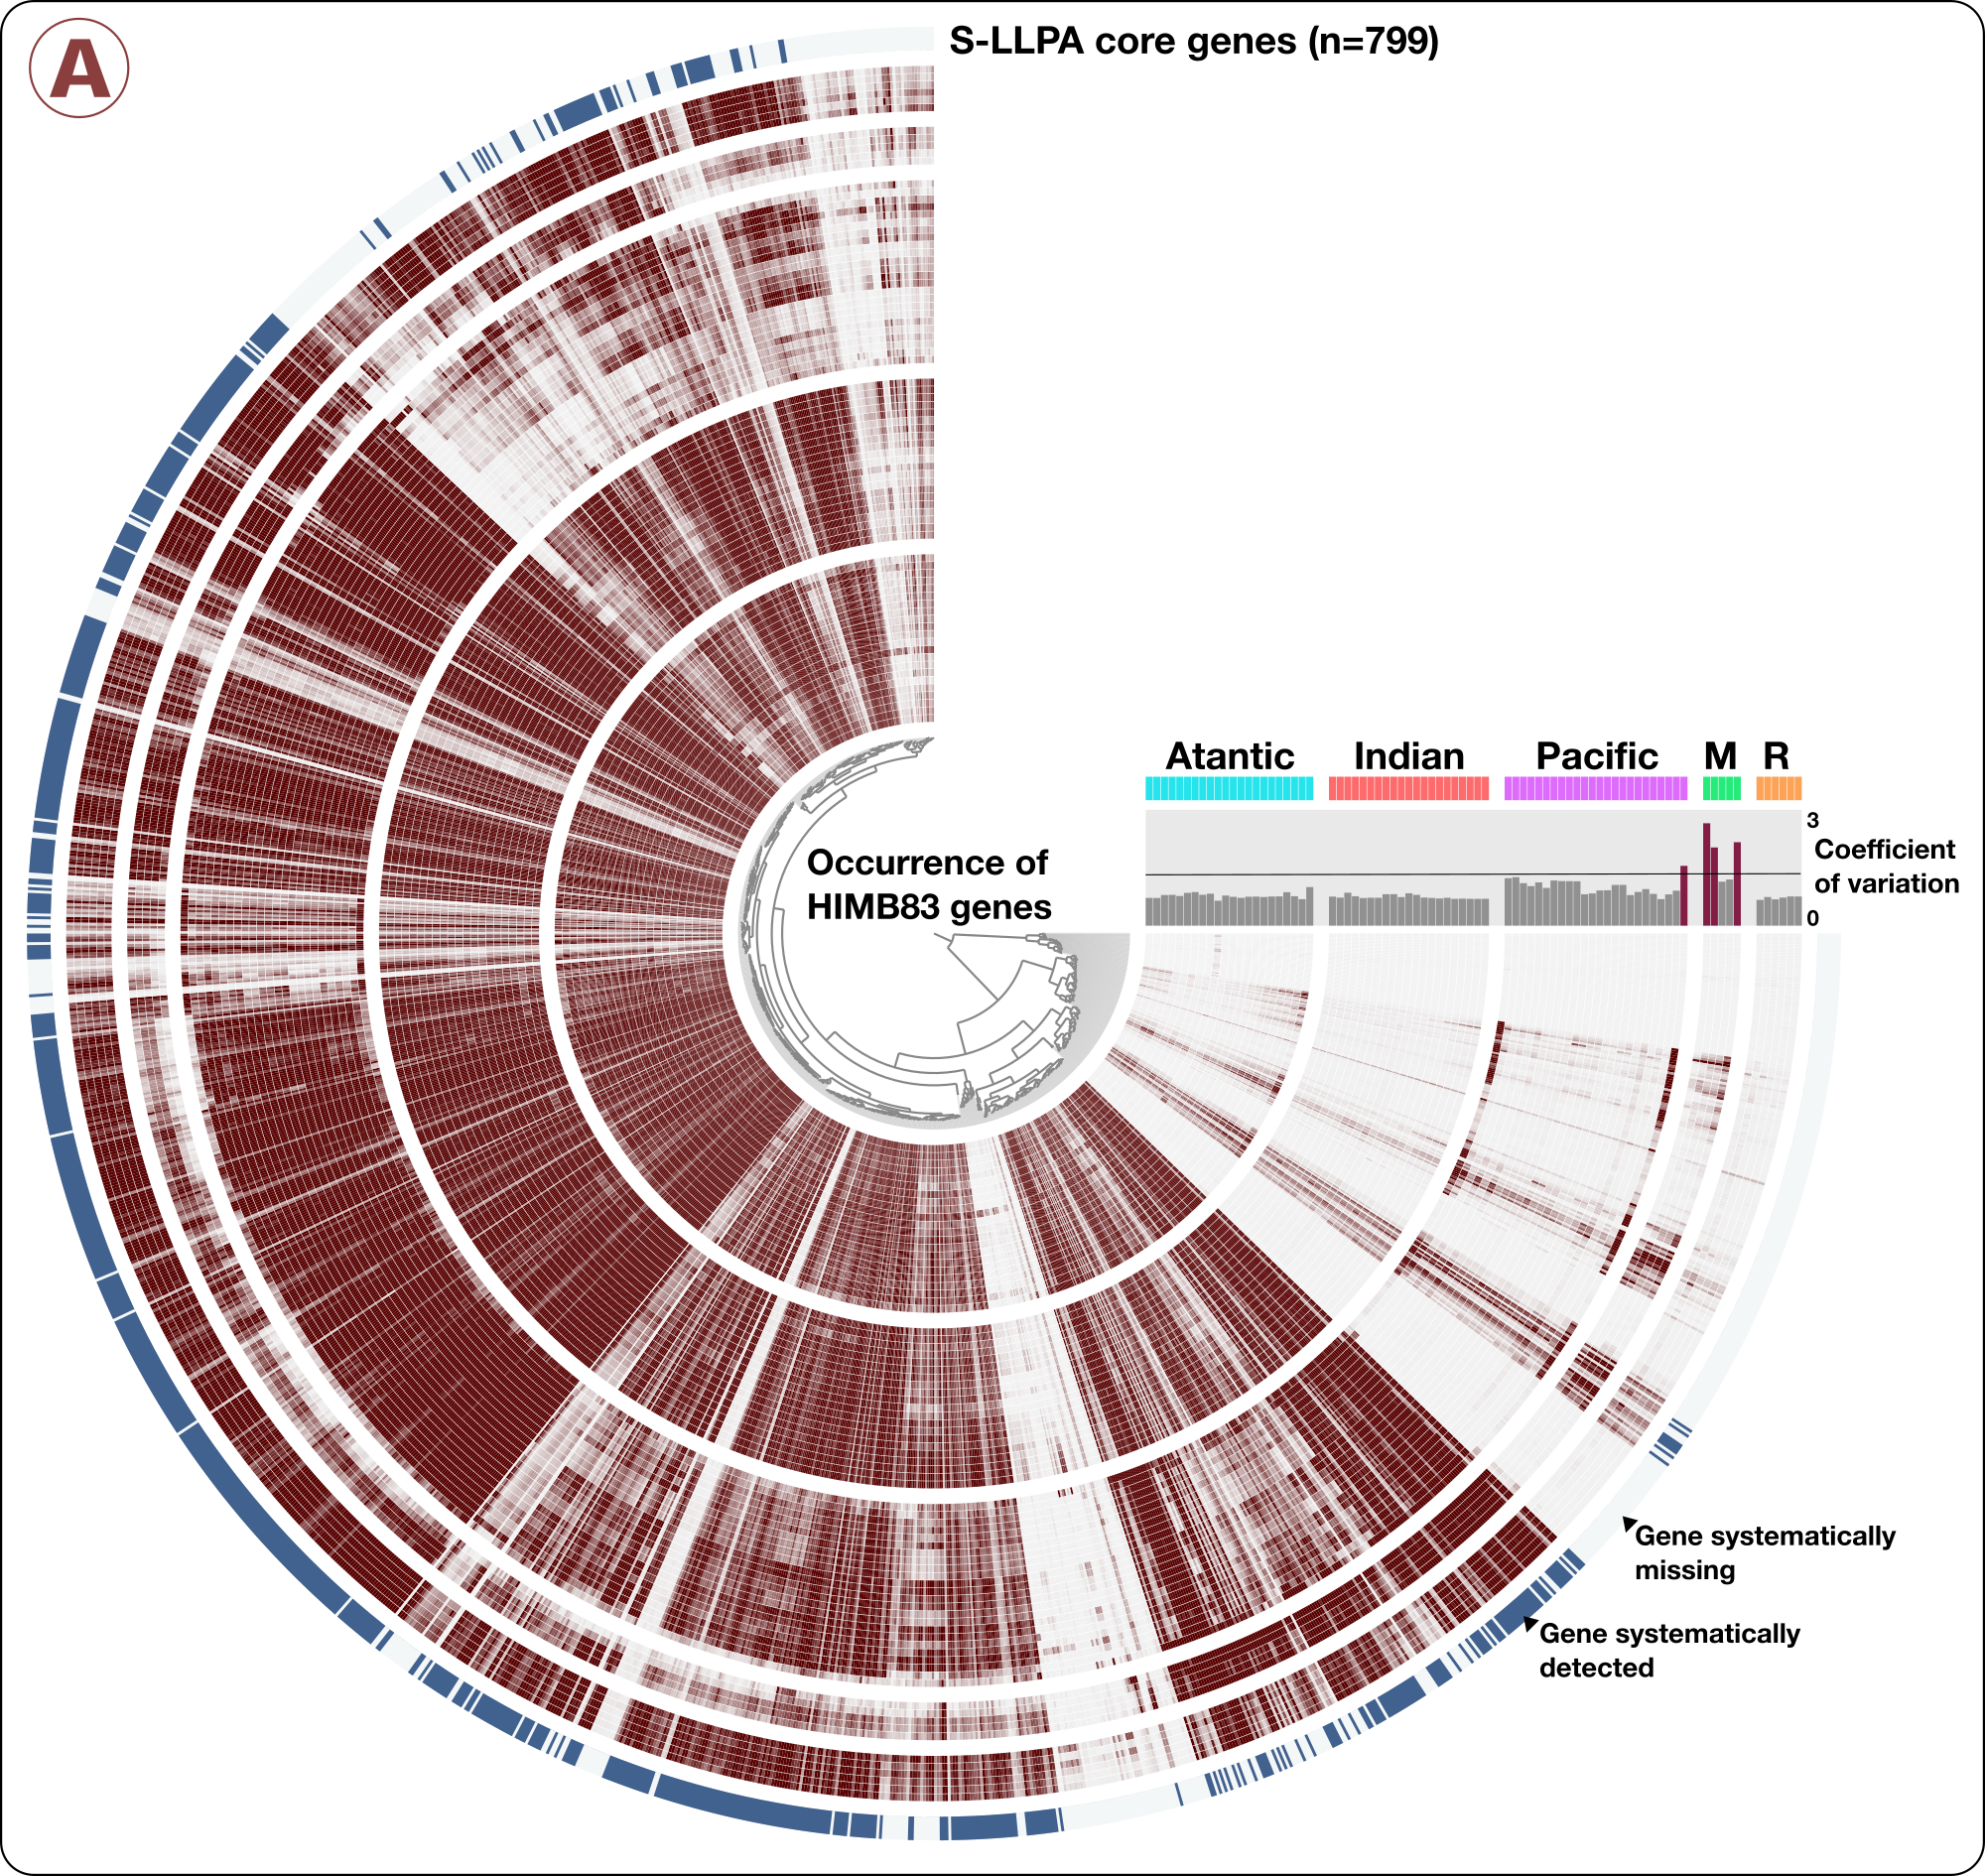 A
S-LLPA core genes (n=799)
Atantic Indian Pacific M R
3
Coefficient
of variation
0
Occurrence of
HIMB83 genes
Gene systematically
missing
Gene systematically
detected